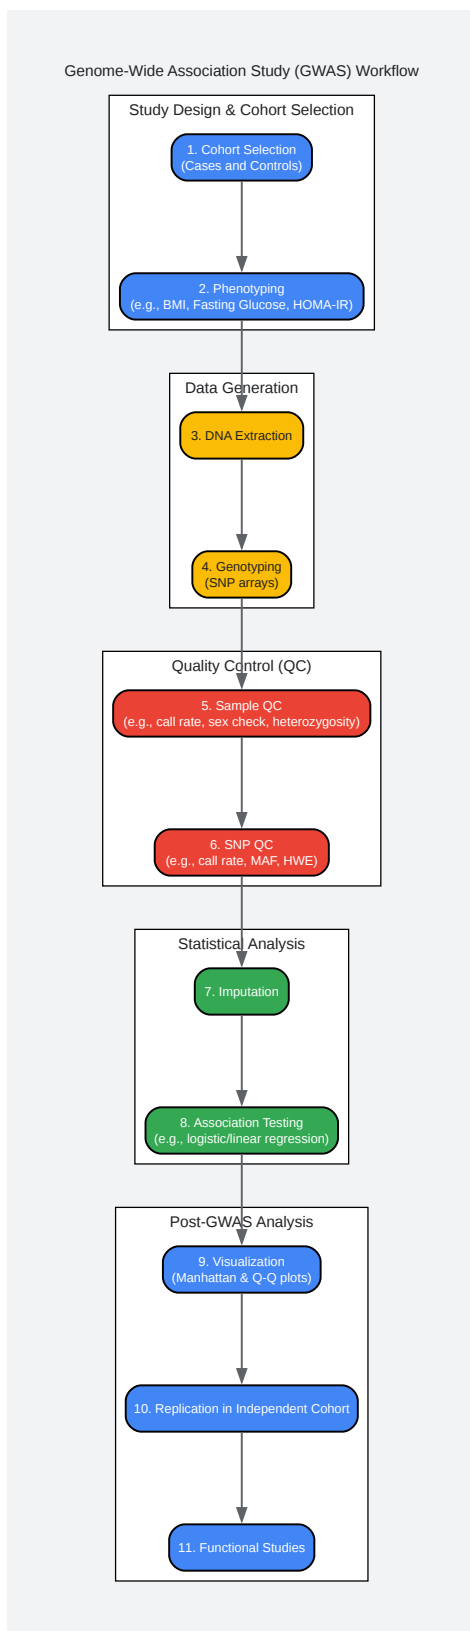 Genome-Wide Association Study (GWAS) Workflow
Study Design & Cohort Selection
1. Cohort Selection
(Cases and Controls)
2. Phenotyping
(e.g., BMI, Fasting Glucose, HOMA-IR)
Data Generation
3. DNA Extraction
4. Genotyping
(SNP arrays)
Quality Control (QC)
5. Sample QC
(e.g., call rate, sex check, heterozygosity)
6. SNP QC
(e.g., call rate, MAF, HWE)
Statistical Analysis
7. Imputation
8. Association Testing
(e.g., logistic/linear regression)
Post-GWAS Analysis
9. Visualization
(Manhattan & Q-Q plots)
10. Replication in Independent Cohort
11. Functional Studies